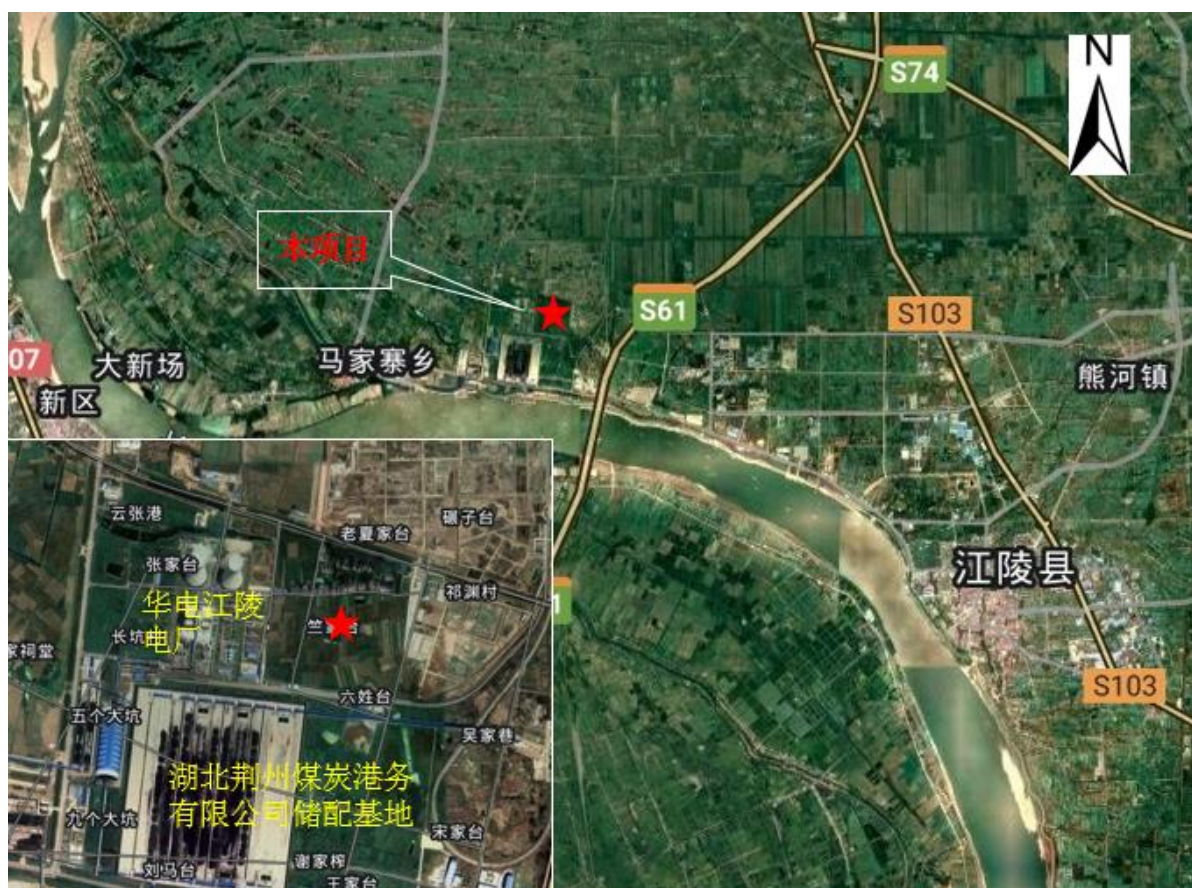 N
S74
本项目
S61
S103
07
大新场
马家寨乡
熊河镇
新区
江陵县
S103
云张港
碾子台
老夏家台
张家台
祁渊村
华电江陵
电厂
长坑
家祠堂
六姓台
五个大坑
吴家巷
湖北荆州煤炭港务
有限公司储配基地
九个大坑
宋家台
谢家榨
刘马台
王家台